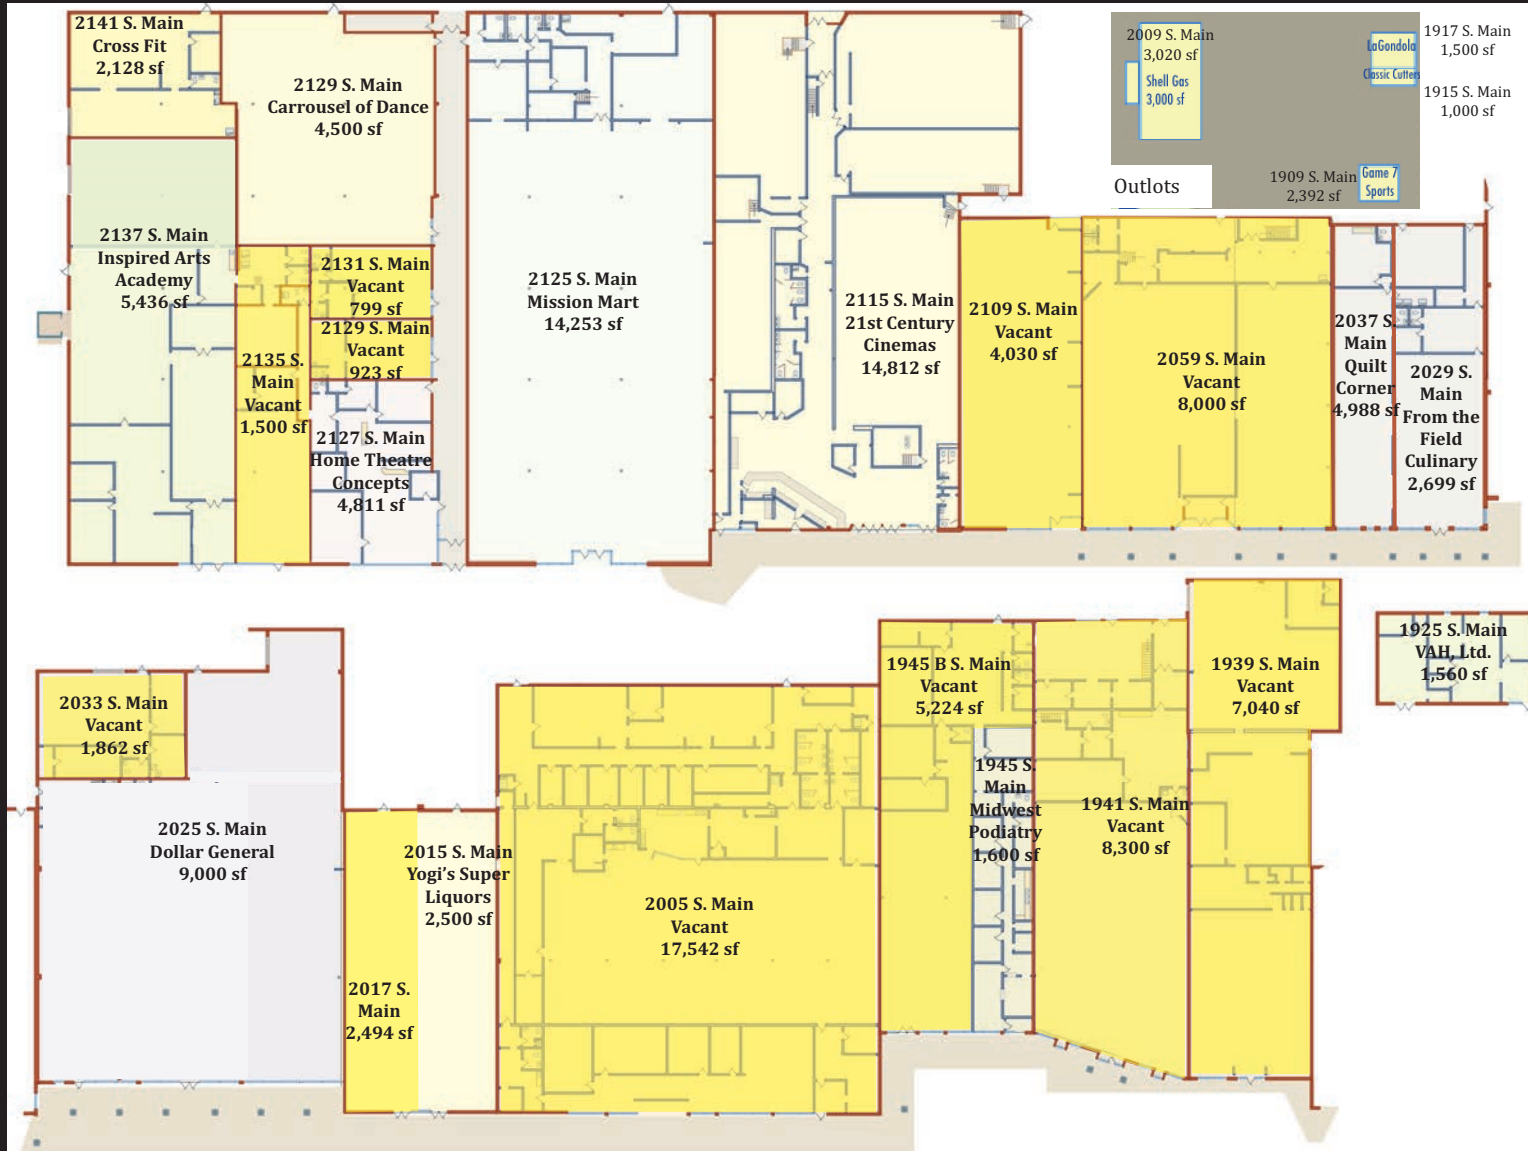 2141 S. Main
Cross Fit
2,128 sf
2129 S. Main
Carrousel of Dance
4,500 sf
2137 S. Main
Inspired Arts
Academy
5,436 sf
2131 S. Main
Vacant
799 sf
2129 S. Main
Vacant
923 sf
2135 S.
Main
Vacant
1,500 sf
2127 S. Main
Home Theatre
Concepts
4,811 sf
2125 S. Main
Mission Mart
14,253 sf
2115 S. Main
21st Century
Cinemas
14,812 sf
2109 S. Main
Vacant
4,030 sf
2059 S. Main
Vacant
8,000 sf
2037 S.
Main
Quilt
Corner
4,988 sf
2029 S.
Main
From the
Field
Culinary
2,699 sf
2009 S. Main
3,020 sf
Shell Gas
3,000 sf
LaGondola
Classic Cutters
1917 S. Main
1,500 sf
1915 S. Main
1,000 sf
1909 S. Main
2,392 sf
Game 7
Sports
Outlots
2033 S. Main
Vacant
1,862 sf
2025 S. Main
Dollar General
9,000 sf
2017 S.
Main
2,494 sf
2015 S. Main
Yogi's Super
Liquors
2,500 sf
2005 S. Main
Vacant
17,542 sf
1945 B S. Main
Vacant
5,224 sf
1945 S.
Main
Midwest
Podiatry
1,600 sf
1941 S. Main
Vacant
8,300 sf
1939 S. Main
Vacant
7,040 sf
1925 S. Main
VAH, Ltd.
1,560 sf